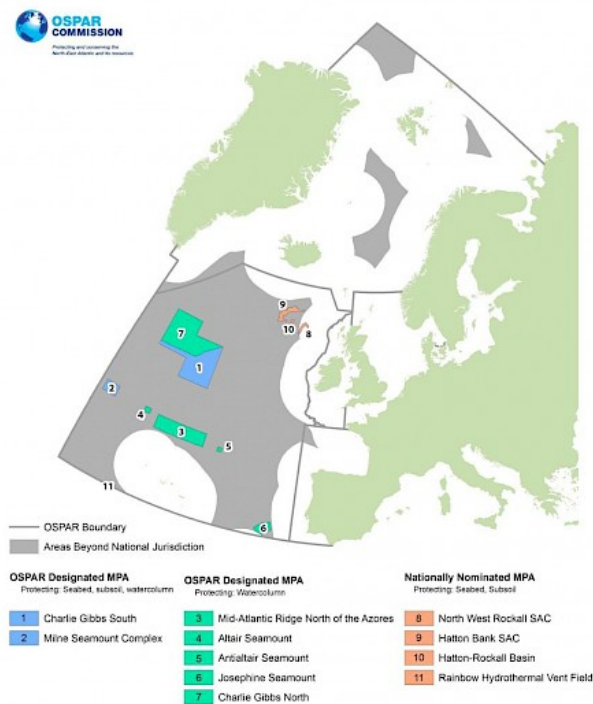 OSPAR
COMMISSION
Protecting and conserving the
North-East Atlantic and its resources
9
10
8
7
1
2
4
3
5
11
6
OSPAR Boundary
Areas Beyond National Jurisdiction
OSPAR Designated MPA
Protecting: Seabed, subsoil, watercolumn
1 Charlie Gibbs South
2 Milne Seamount Complex
OSPAR Designated MPA
Protecting: Watercolumn
3 Mid-Atlantic Ridge North of the Azores
4 Altair Seamount
5 Antialtair Seamount
6 Josephine Seamount
7 Charlie Gibbs North
Nationally Nominated MPA
Protecting: Seabed, Subsoil
8 North West Rockall SAC
9 Hatton Bank SAC
10 Hatton-Rockall Basin
11 Rainbow Hydrothermal Vent Field